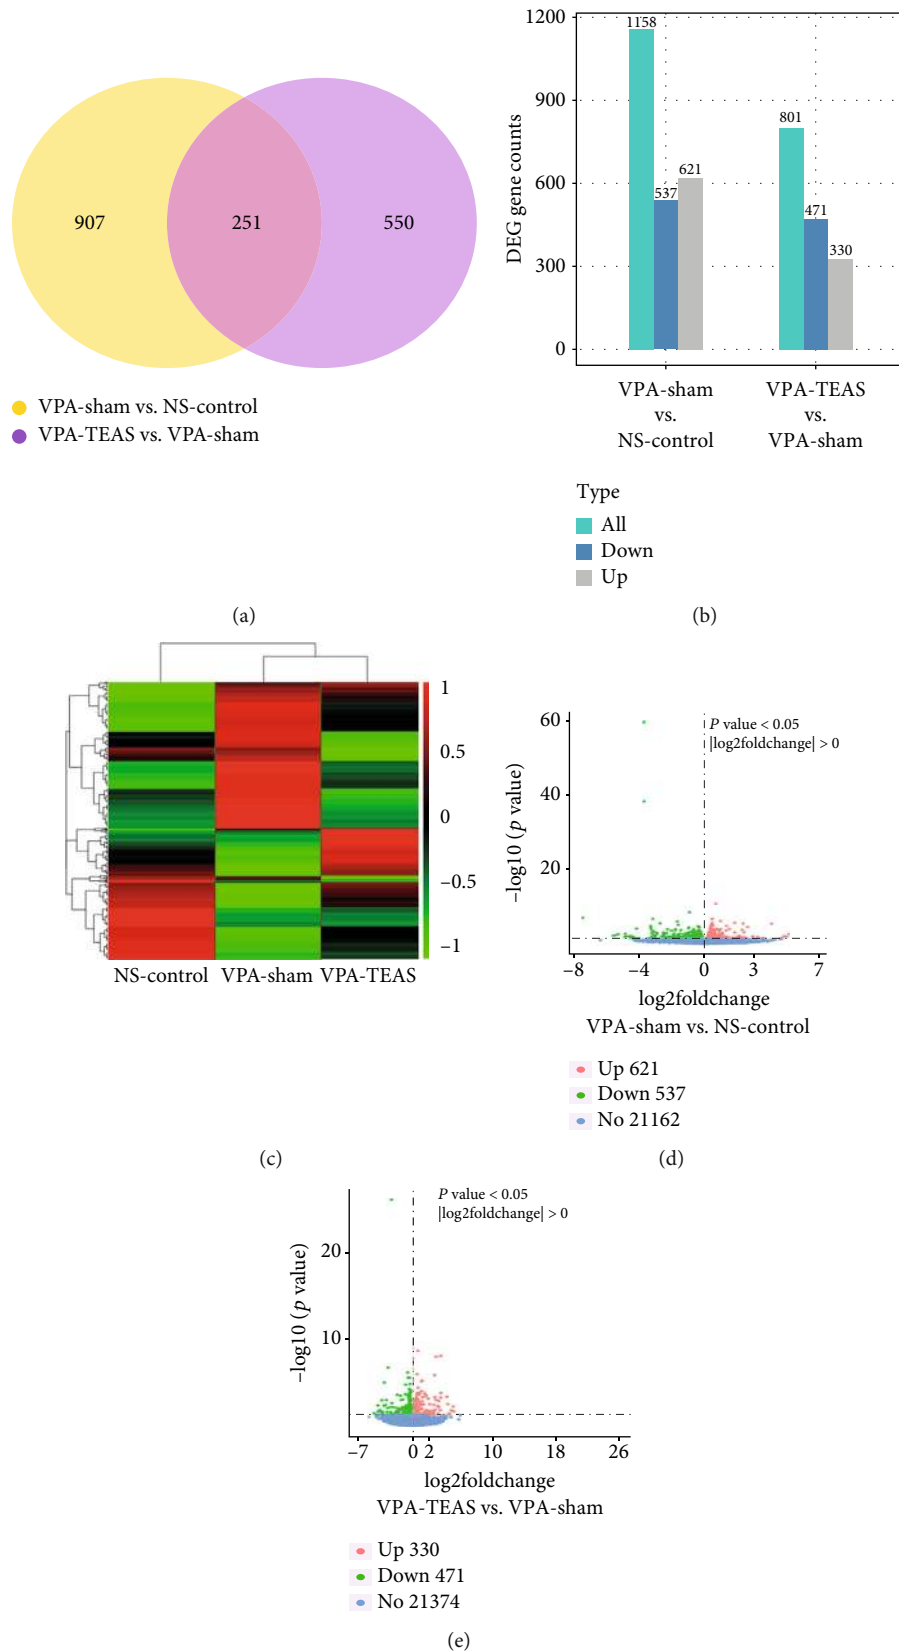 907
251
550
VPA-sham vs. NS-control
VPA-TEAS vs. VPA-sham
(a)
DEG gene counts
1200
900
600
300
0
1158
537
621
801
471
330
VPA-sham
vs.
NS-control
VPA-TEAS
vs.
VPA-sham
Type
All
Down
Up
(b)
1
0.5
0
–0.5
–1
NS-control
VPA-sham
VPA-TEAS
(c)
–log10 (p value)
60
40
20
P value < 0.05
|log2foldchange| > 0
–8
–4
0
3
7
log2foldchange
VPA-sham vs. NS-control
Up 621
Down 537
No 21162
(d)
–log10 (p value)
20
10
P value < 0.05
|log2foldchange| > 0
–7
0
2
10
18
26
log2foldchange
VPA-TEAS vs. VPA-sham
Up 330
Down 471
No 21374
(e)